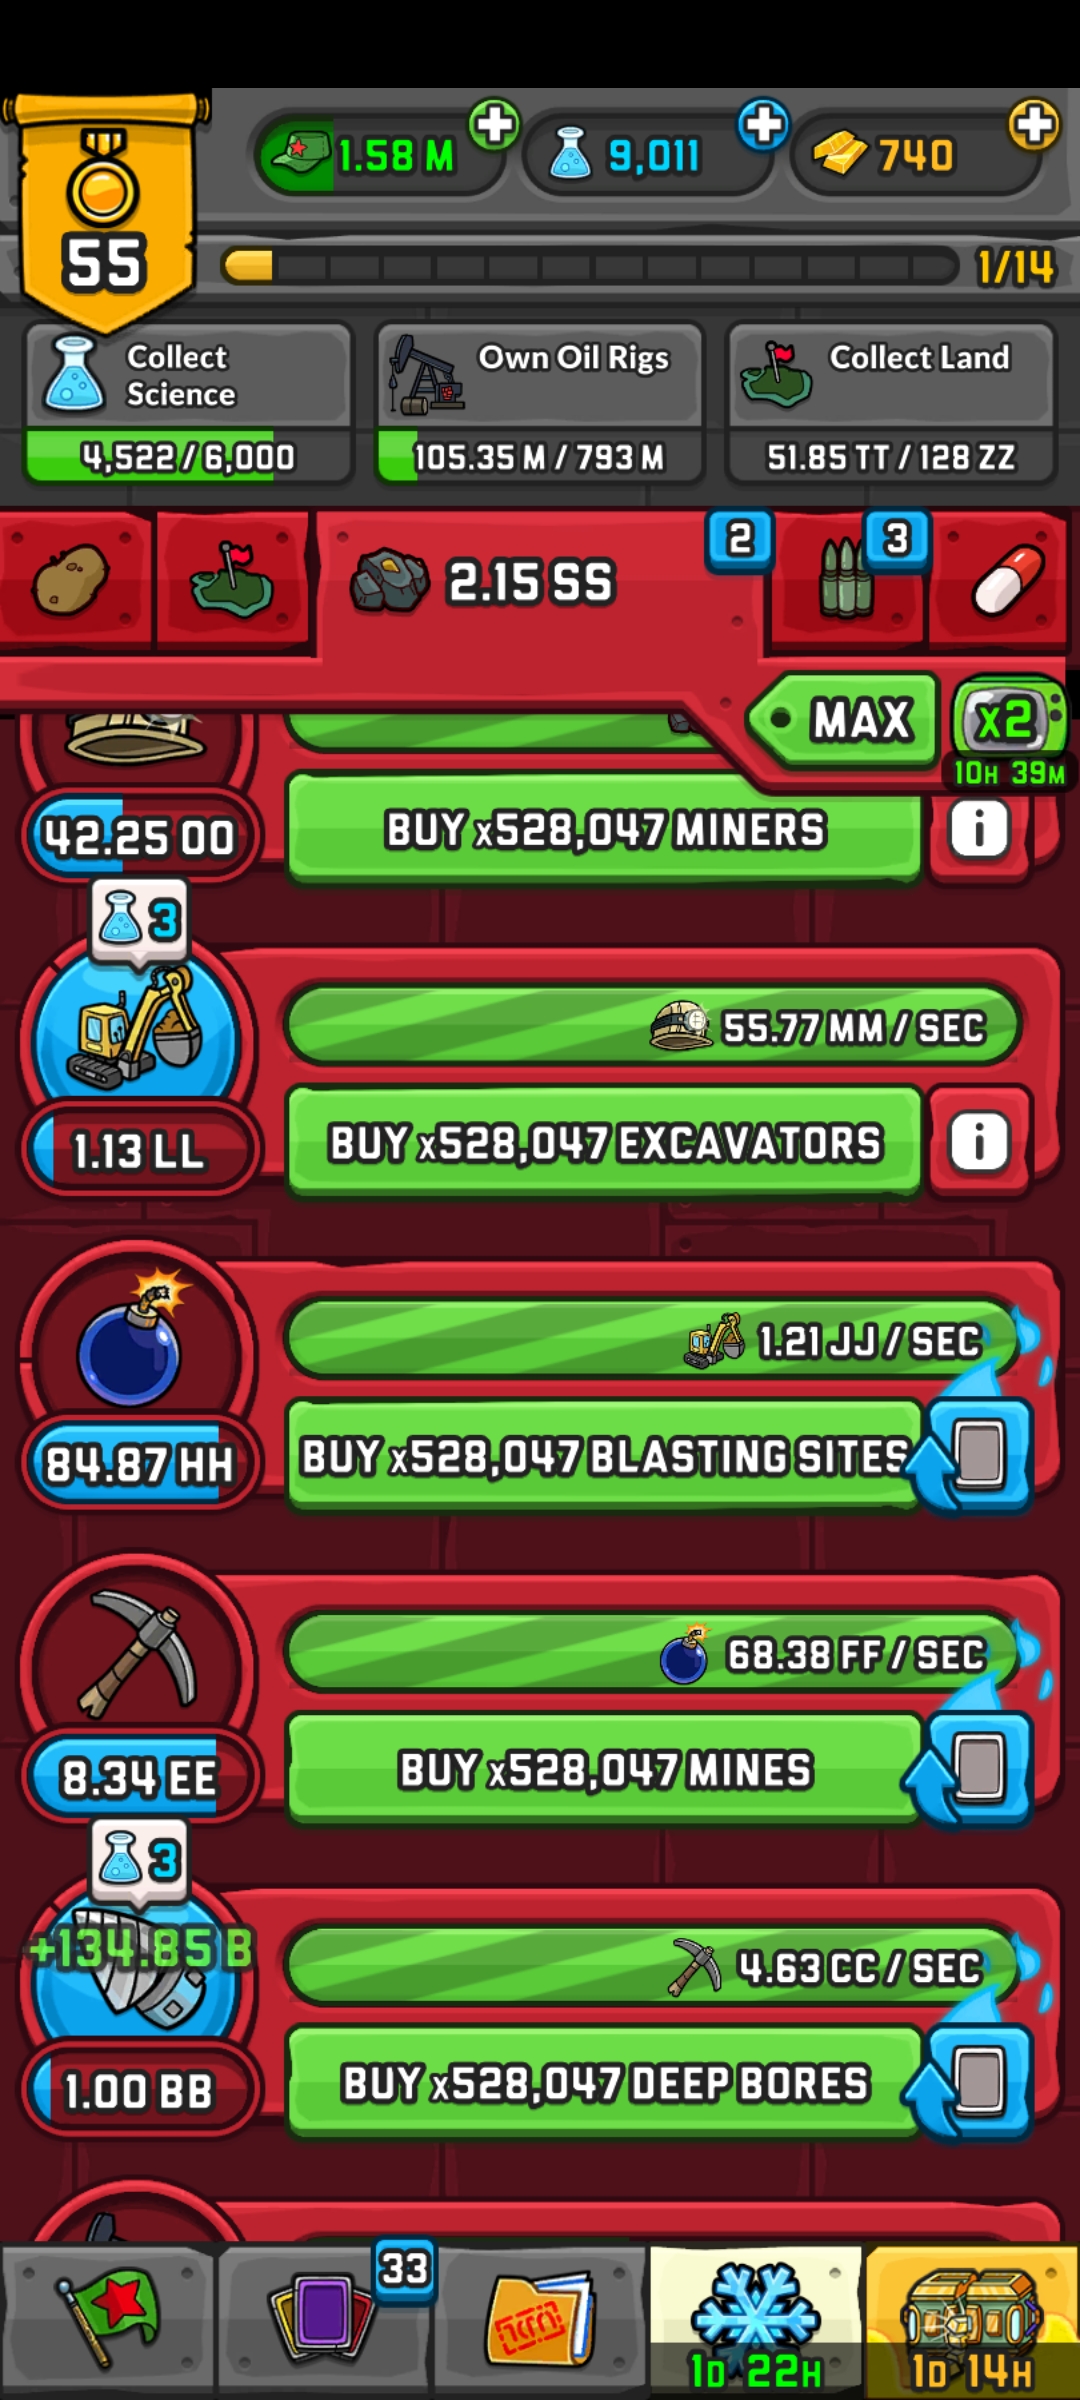 55
1.58 M
9,011
740
1/14
Collect
Science
4,522 / 6,000
Own Oil Rigs
105.35 M / 793 M
Collect Land
51.85 TT / 128 ZZ
2.15 SS
2
3
MAX
x2
10H 39M
42.25 OO
BUY x528,047 MINERS
i
3
55.77 MM / SEC
1.13 LL
BUY x528,047 EXCAVATORS
i
1.21 JJ / SEC
84.87 HH
BUY x528,047 BLASTING SITES
68.38 FF / SEC
8.34 EE
BUY x528,047 MINES
3
+134.85 B
4.63 CC / SEC
1.00 BB
BUY x528,047 DEEP BORES
33
1D 22H
1D 14H